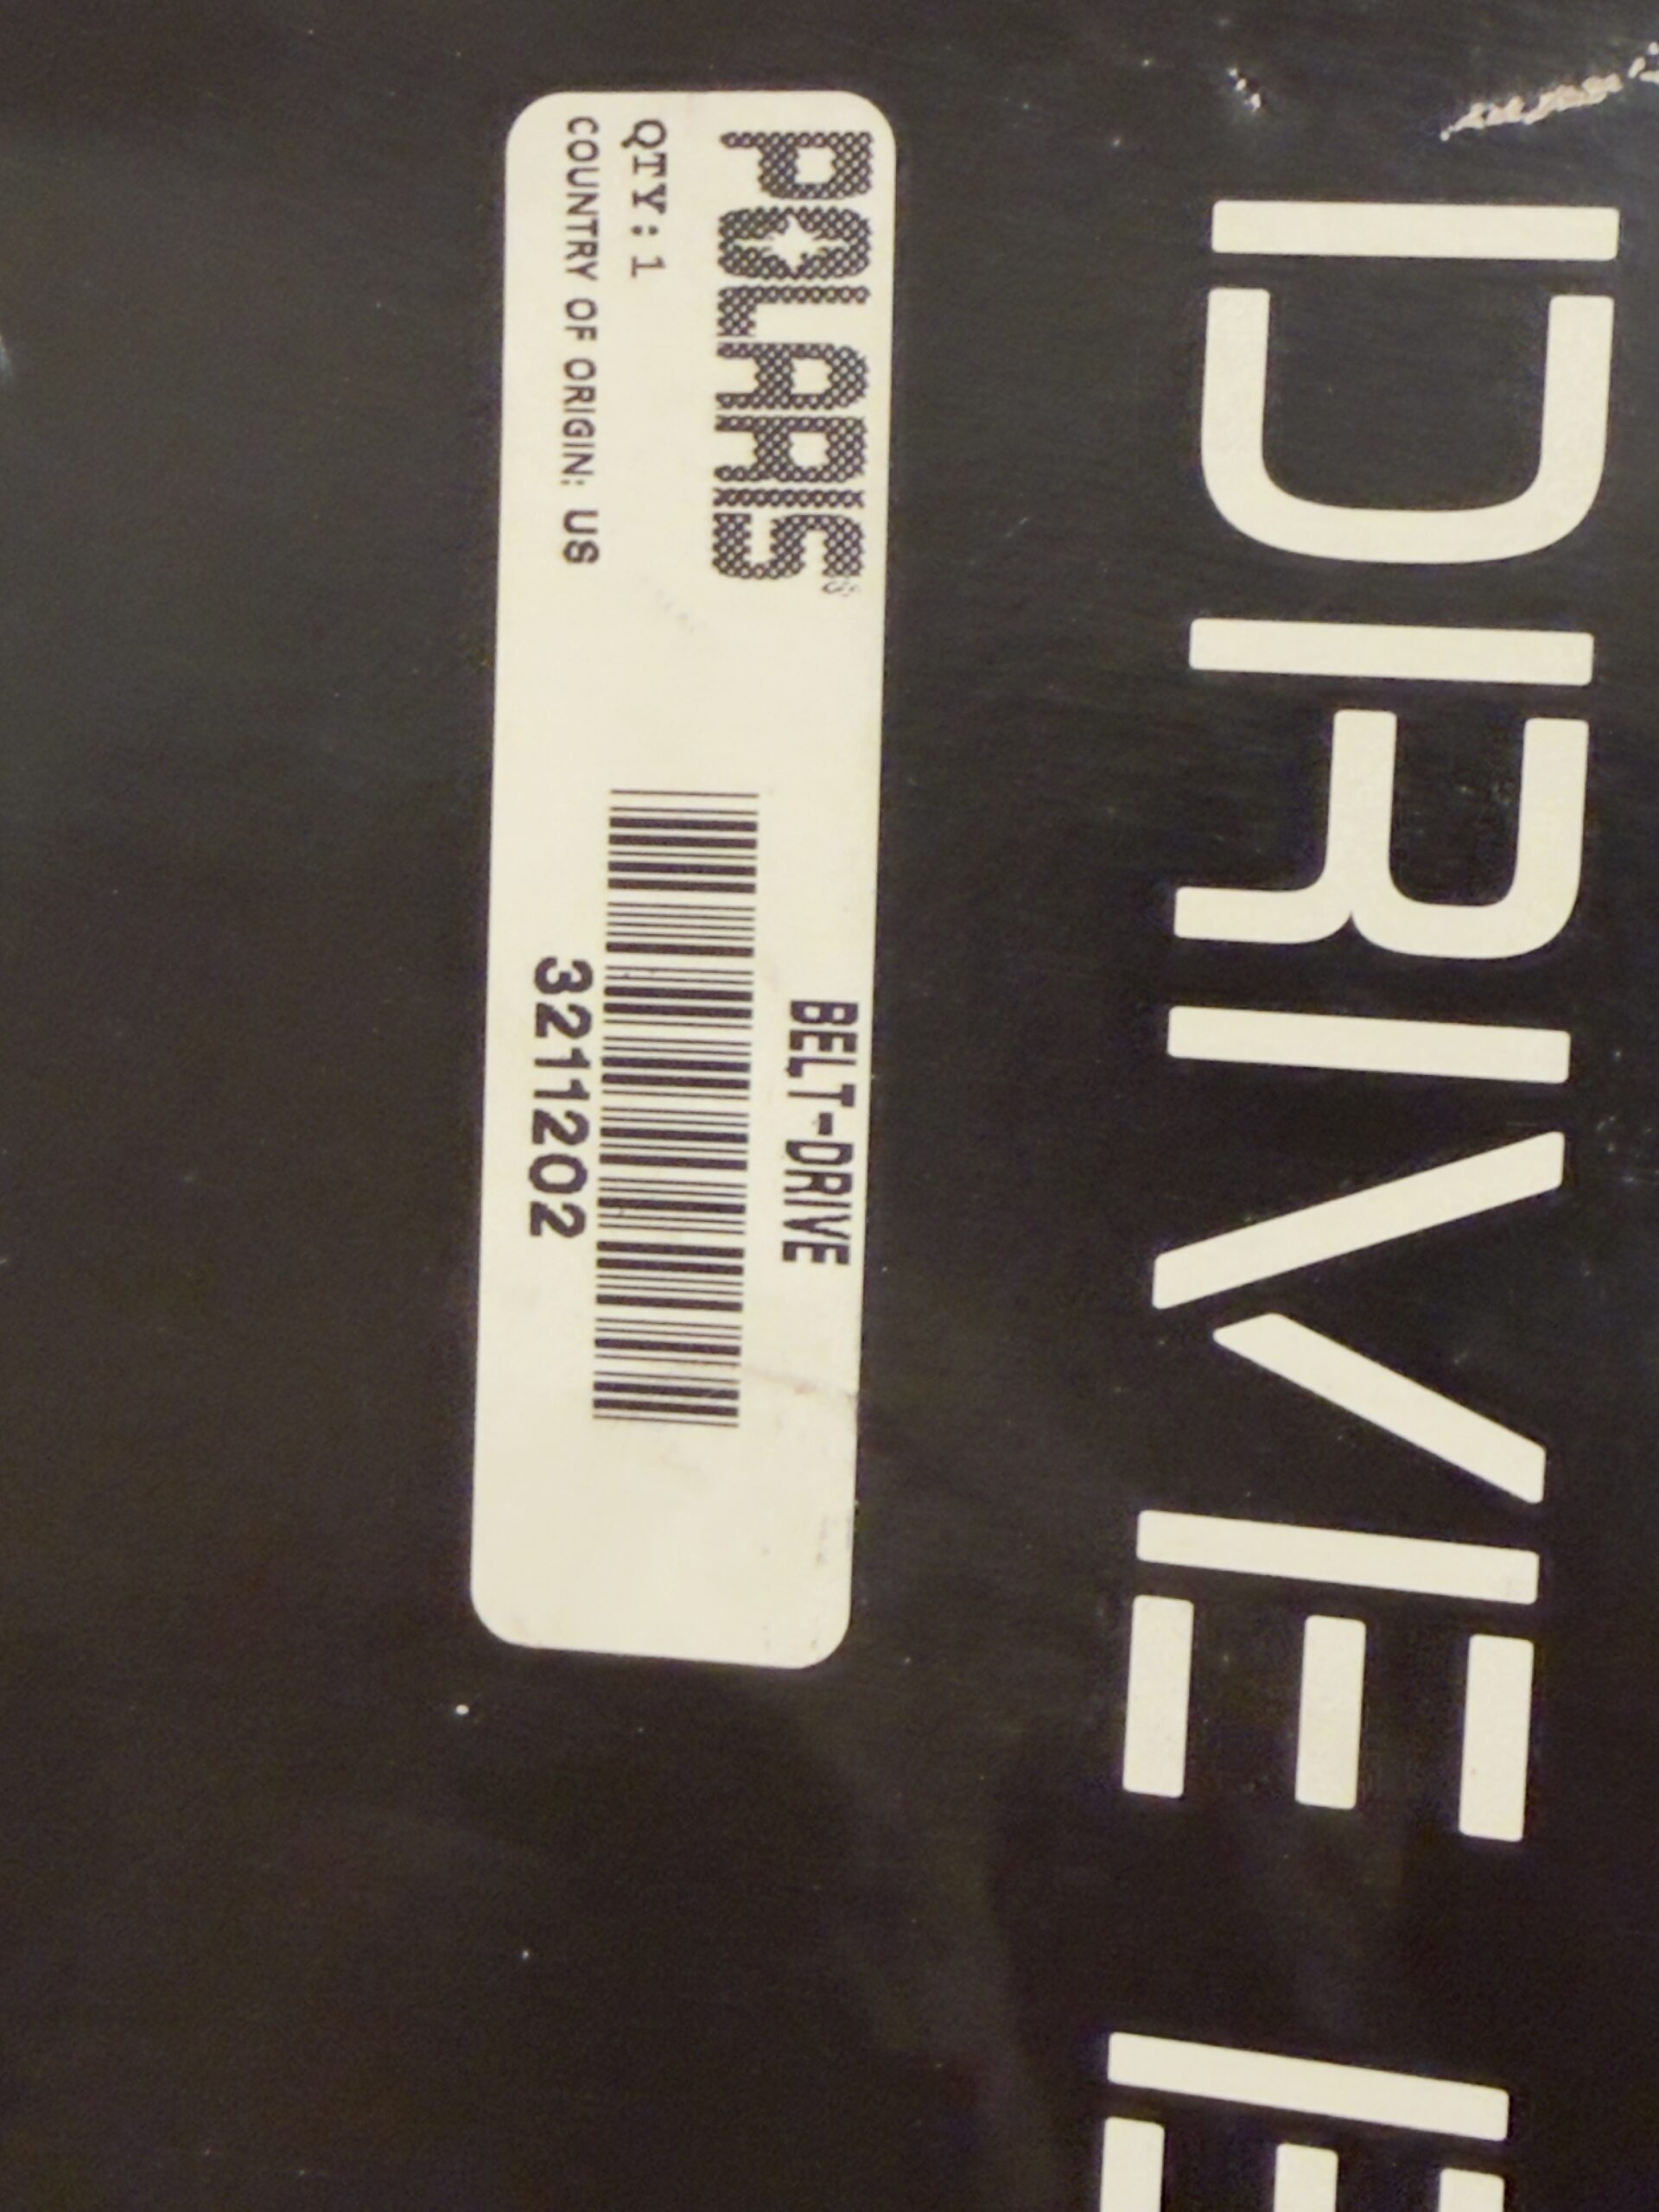 DRIVE
POLARIS®
QTY: 1
COUNTRY OF ORIGIN: US
BELT-DRIVE
3211202